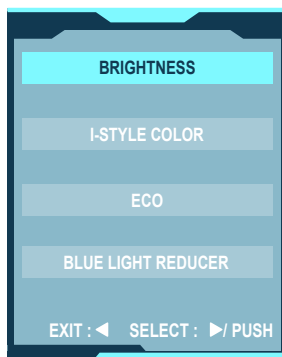 BRIGHTNESS
I-STYLE COLOR
ECO
BLUE LIGHT REDUCER
EXIT : ◀ SELECT : ▶/ PUSH